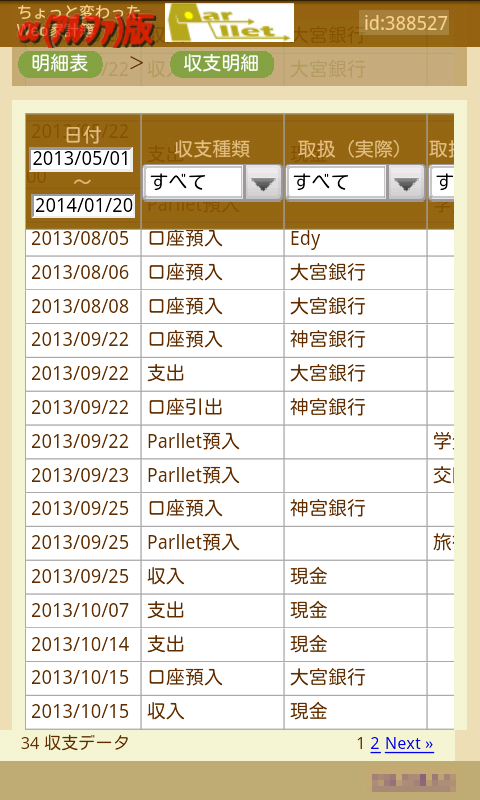 ちょっと変わった
Web家計簿
α(アルファ)版
Parllet.
id:388527
明細表 > 収支明細
日付 収支種類 取扱（実際） 取扱
2013/05/01 すべて すべて す
～
2014/01/20
2013/08/05 口座預入 Edy
2013/08/06 口座預入 大宮銀行
2013/08/08 口座預入 大宮銀行
2013/09/22 口座預入 神宮銀行
2013/09/22 支出 大宮銀行
2013/09/22 口座引出 神宮銀行
2013/09/22 Parllet預入 学
2013/09/23 Parllet預入 交
2013/09/25 口座預入 神宮銀行
2013/09/25 Parllet預入 旅
2013/09/25 収入 現金
2013/10/07 支出 現金
2013/10/14 支出 現金
2013/10/15 口座預入 大宮銀行
2013/10/15 収入 現金
34 収支データ 1 2 Next »